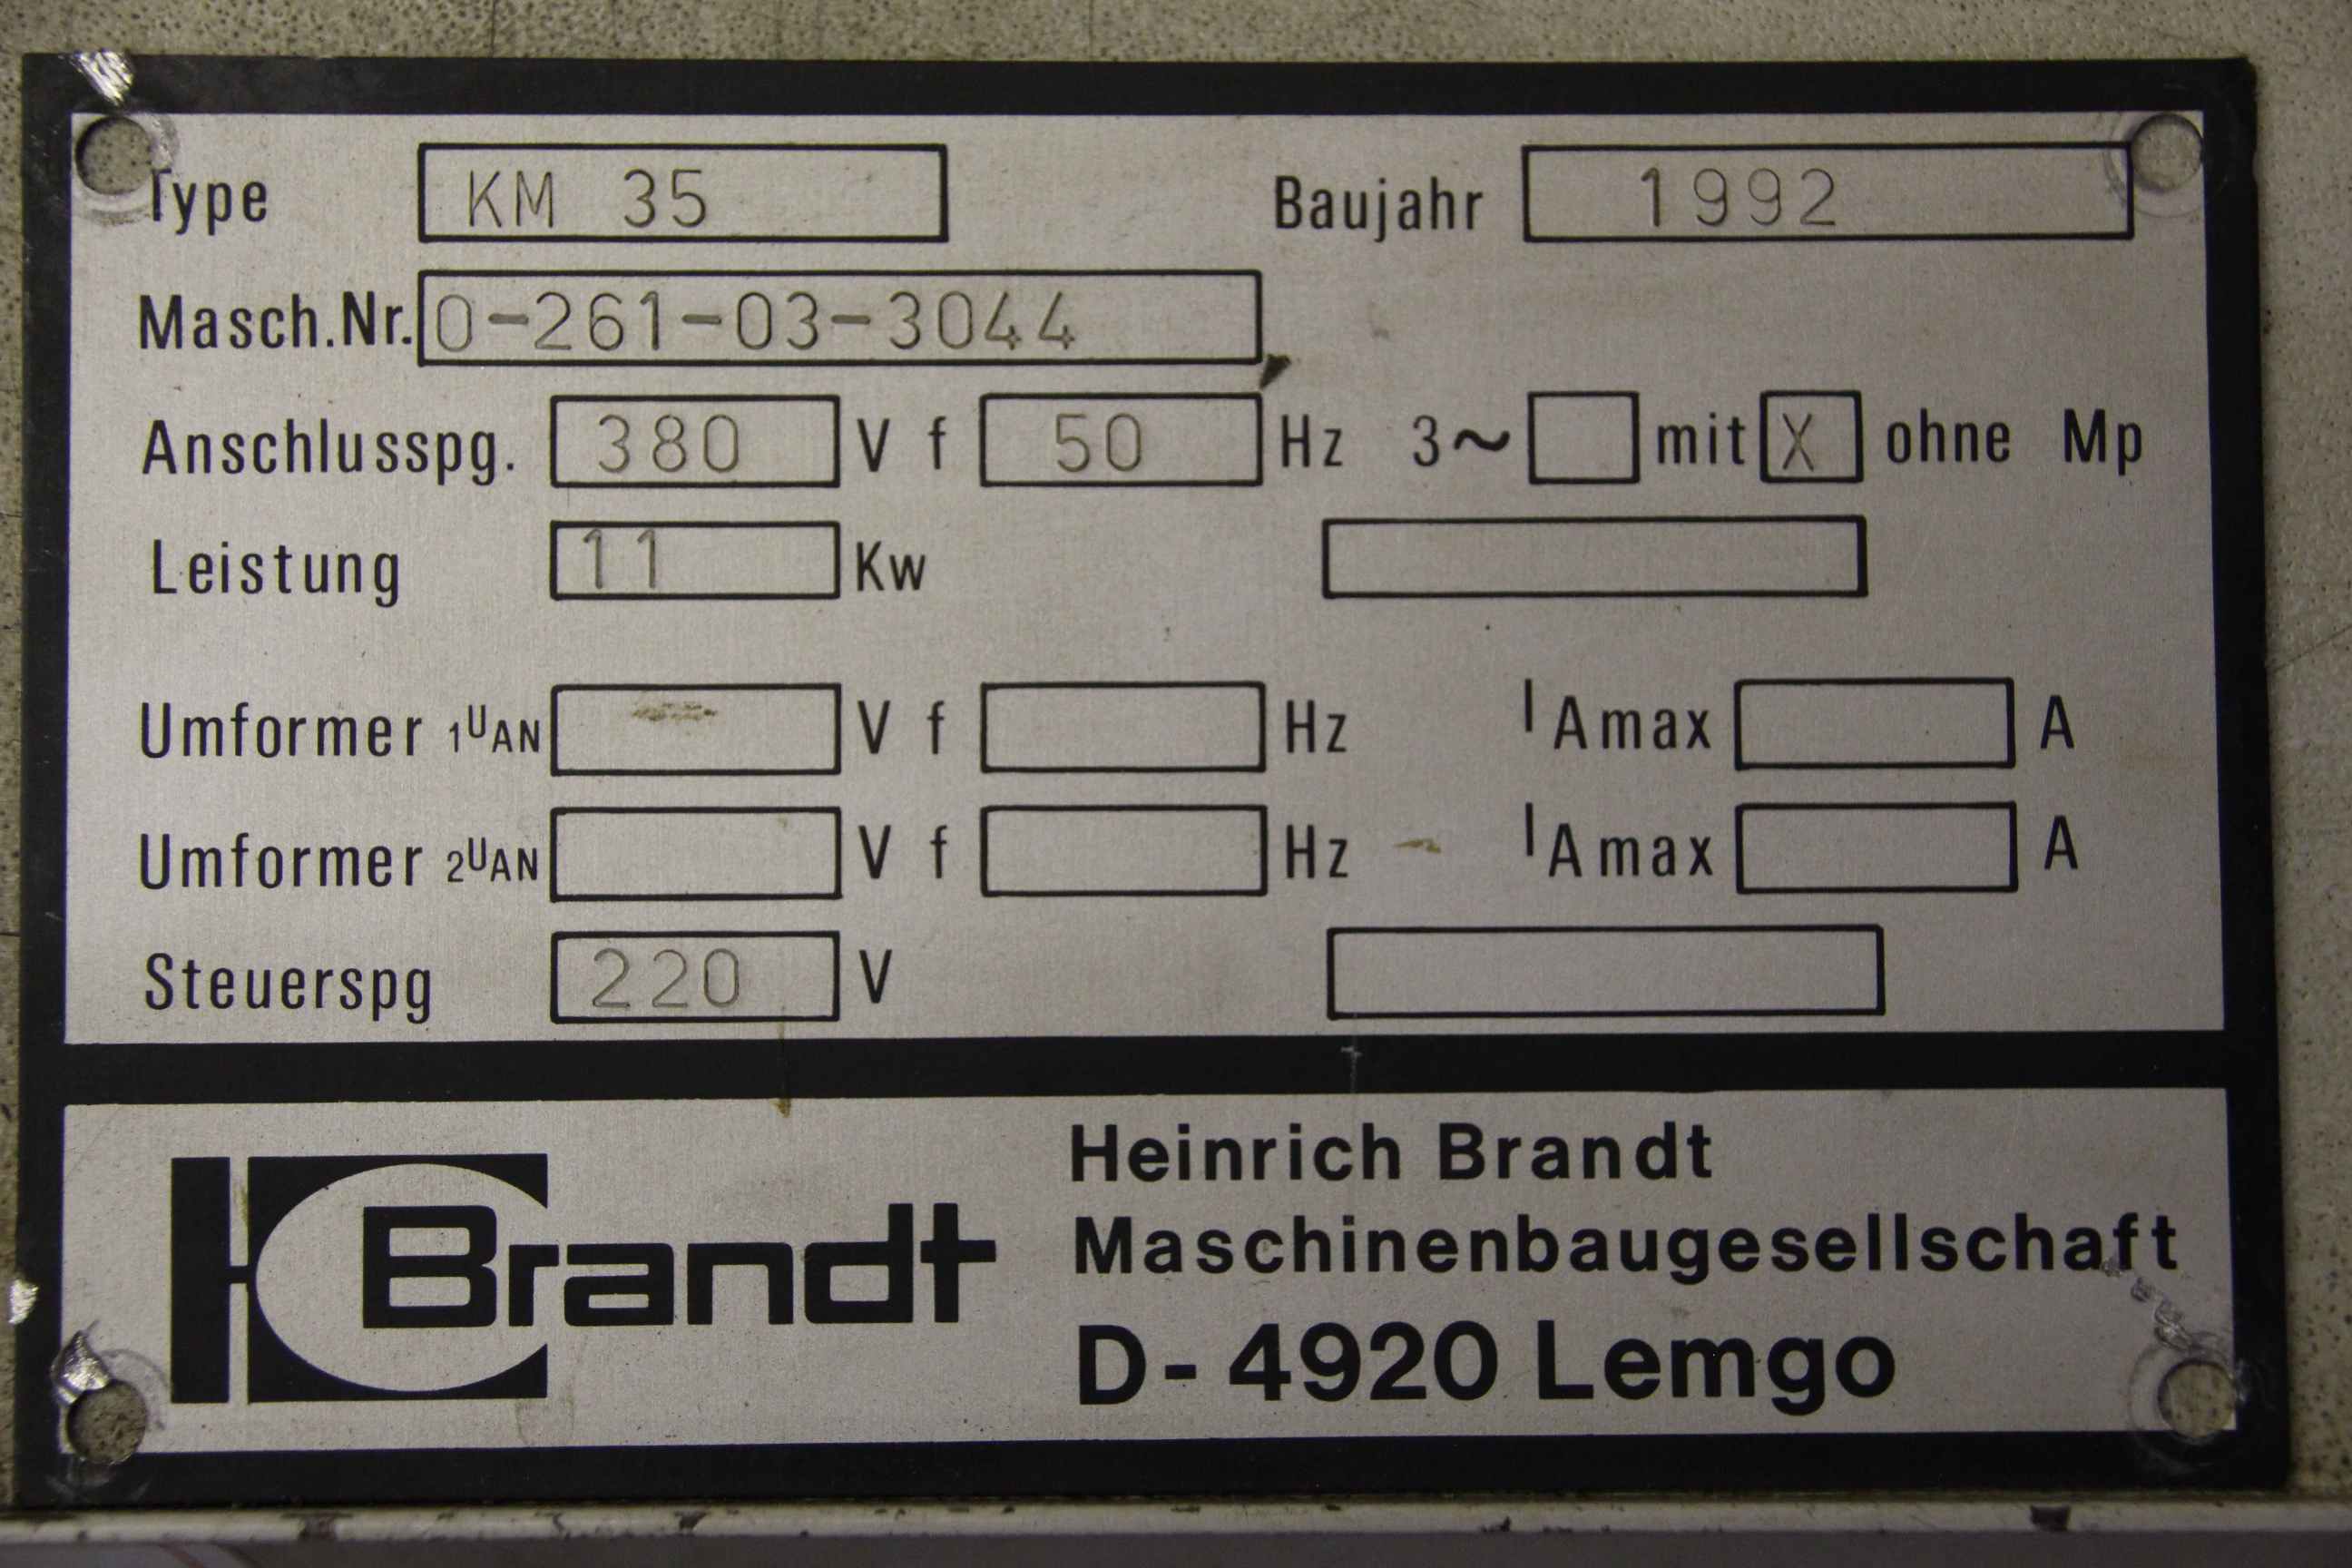 Type KM 35 Baujahr 1992
Masch.Nr. 0-261-03-3044
Anschlusspg. 380 V f 50 Hz 3~ mit X ohne Mp
Leistung 11 Kw
Umformer 1UAN V f Hz IAmax A
Umformer 2UAN V f Hz IAmax A
Steuerspg 220 V
Brandt
Heinrich Brandt
Maschinenbaugesellschaft
D-4920 Lemgo